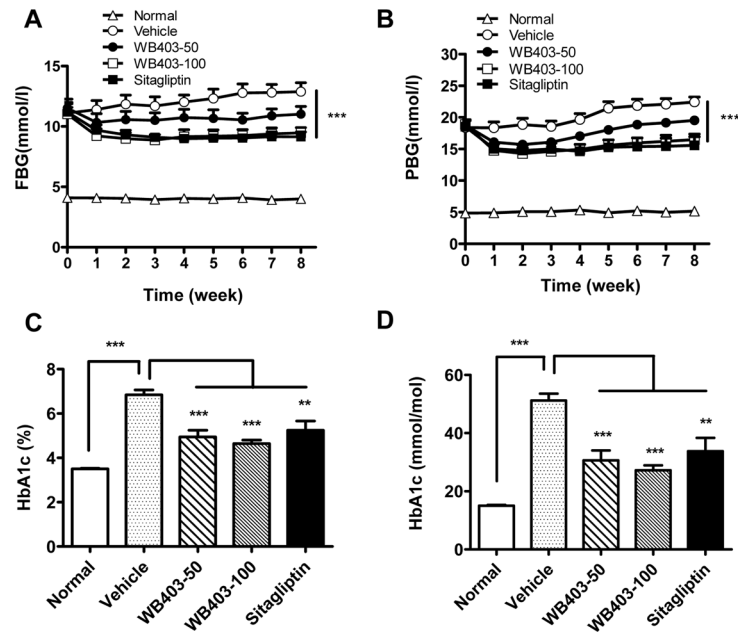 A
Normal
Vehicle
WB403-50
WB403-100
Sitagliptin
FBG(mmol/l)
15
10
5
0
***
0 1 2 3 4 5 6 7 8
Time (week)
B
Normal
Vehicle
WB403-50
WB403-100
Sitagliptin
PBG(mmol/l)
30
25
20
15
10
5
0
***
0 1 2 3 4 5 6 7 8
Time (week)
C
HbA1c (%)
8
6
4
2
0
***
***
***
**
Normal
Vehicle
WB403-50
WB403-100
Sitagliptin
D
HbA1c (mmol/mol)
60
40
20
0
***
***
***
**
Normal
Vehicle
WB403-50
WB403-100
Sitagliptin